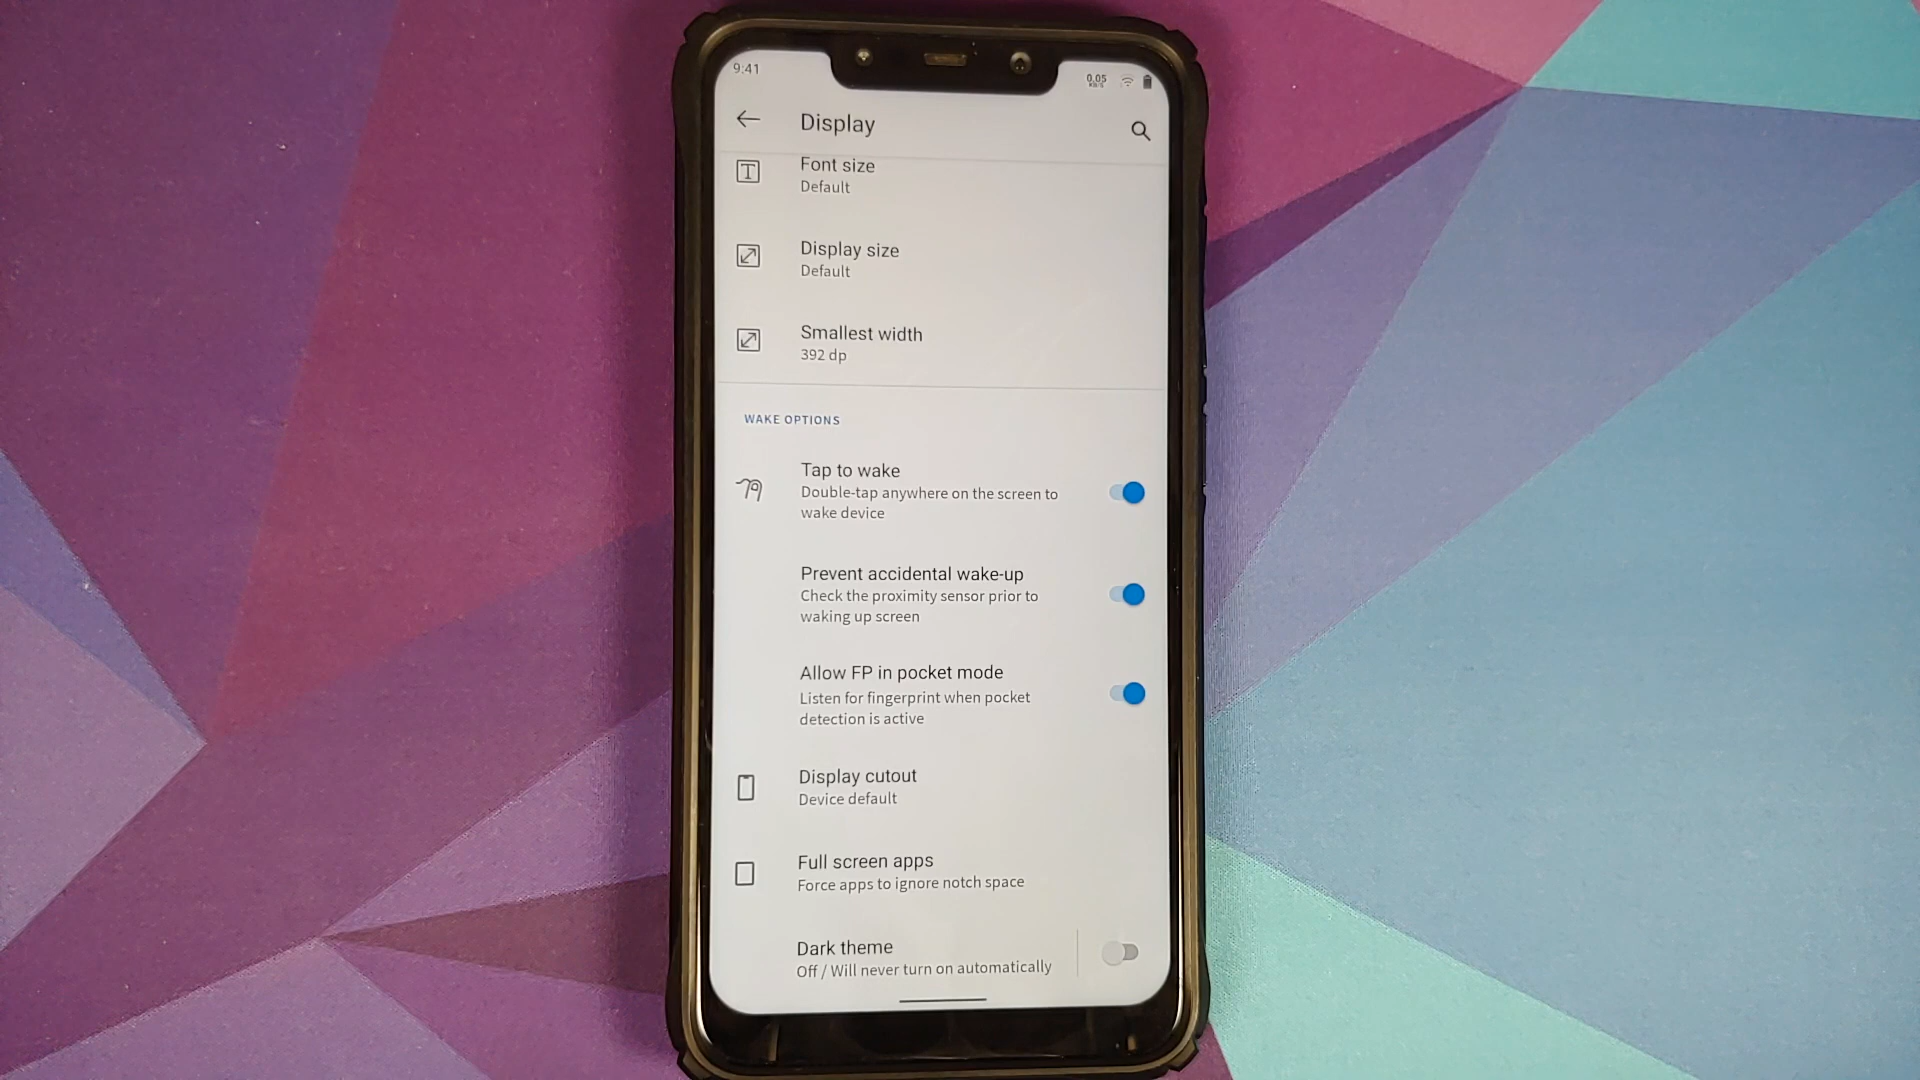 9:41
0.05
KB/S
Display
Font size
Default
Display size
Default
Smallest width
392 dp
WAKE OPTIONS
Tap to wake
Double-tap anywhere on the screen to
wake device
Prevent accidental wake-up
Check the proximity sensor prior to
waking up screen
Allow FP in pocket mode
Listen for fingerprint when pocket
detection is active
Display cutout
Device default
Full screen apps
Force apps to ignore notch space
Dark theme
Off / Will never turn on automatically